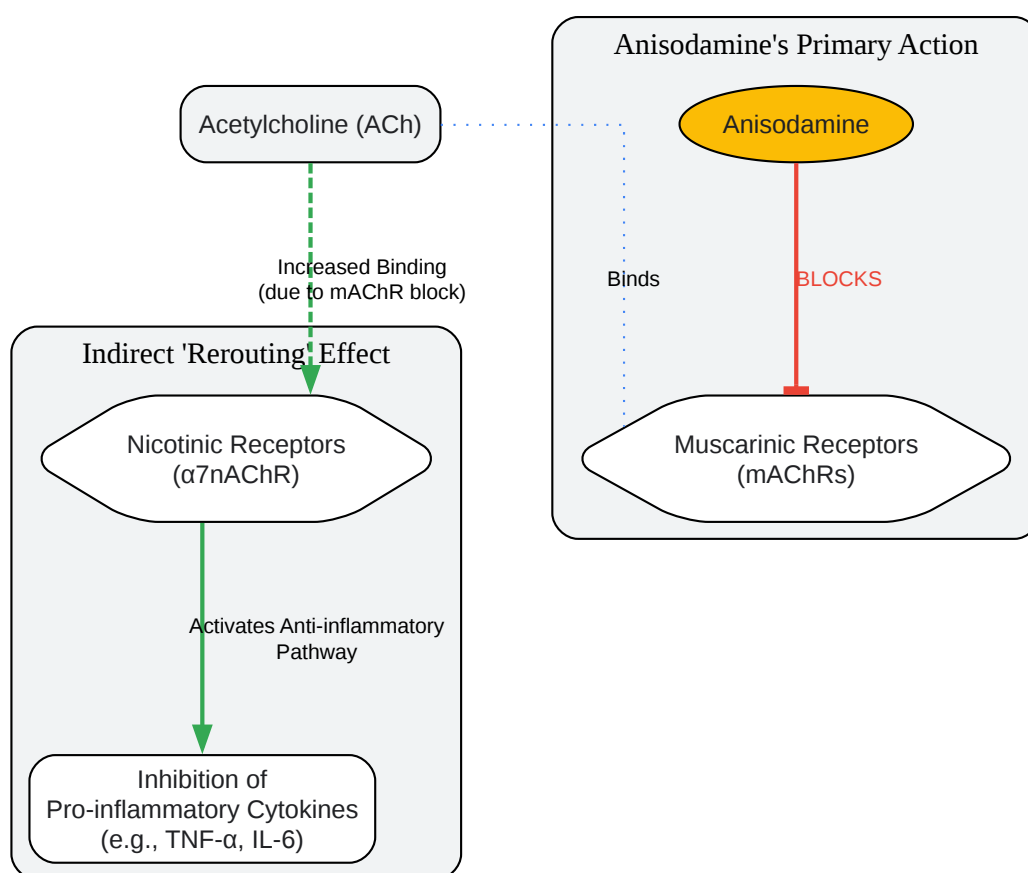 Anisodamine's Primary Action
Acetylcholine (ACh)
Anisodamine
Increased Binding
(due to mAChR block)
Binds
BLOCKS
Indirect 'Rerouting' Effect
Nicotinic Receptors
(α7nAChR)
Muscarinic Receptors
(mAChRs)
Activates Anti-inflammatory
Pathway
Inhibition of
Pro-inflammatory Cytokines
(e.g., TNF-α, IL-6)